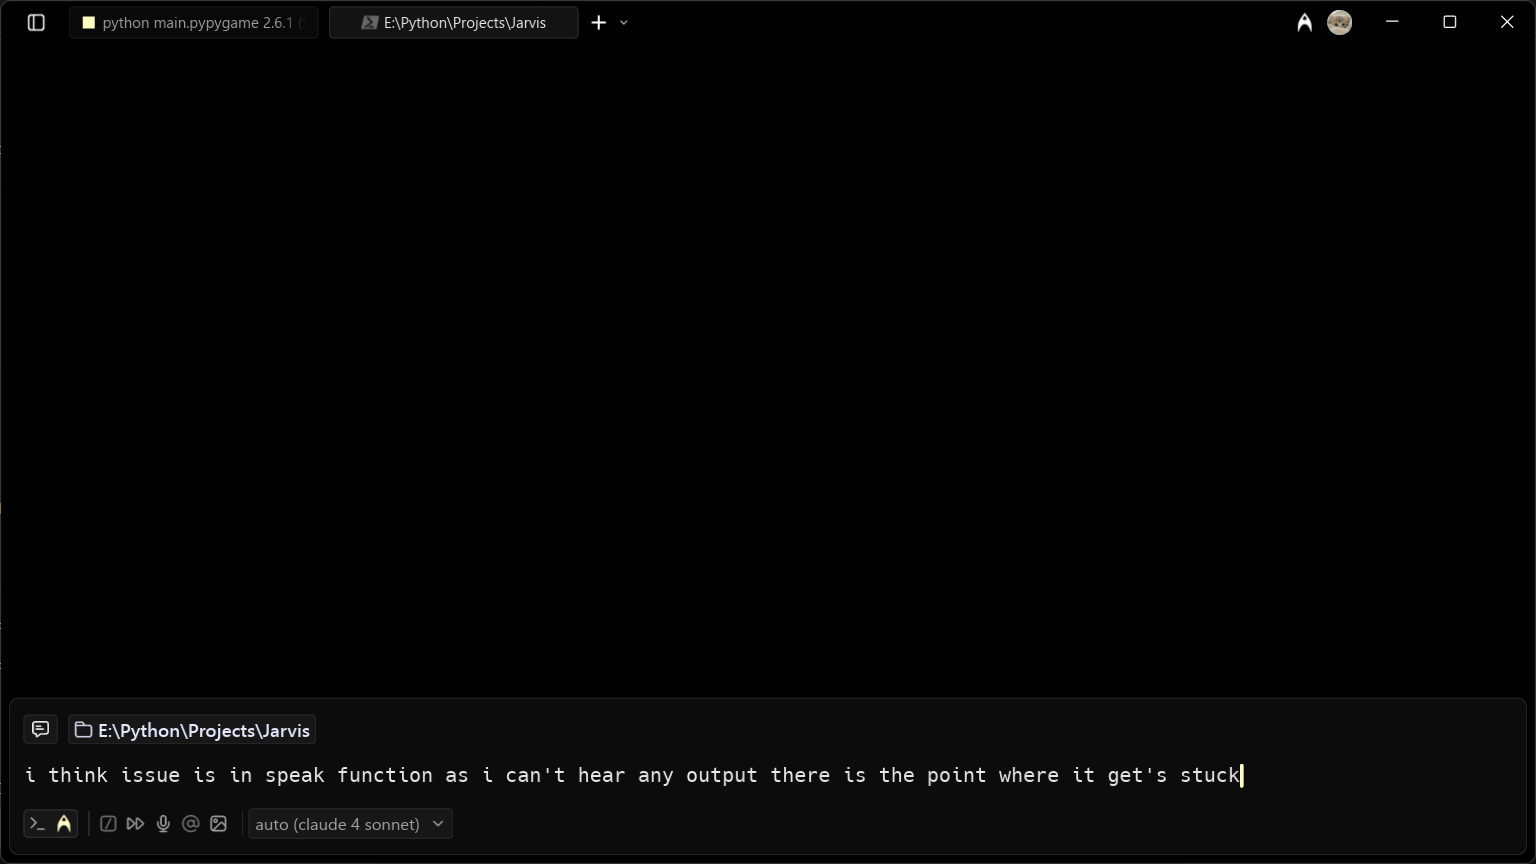 python main.pypygame 2.6.1 (
E:\Python\Projects\Jarvis
E:\Python\Projects\Jarvis
i think issue is in speak function as i can't hear any output there is the point where it get's stuck
auto (claude 4 sonnet)